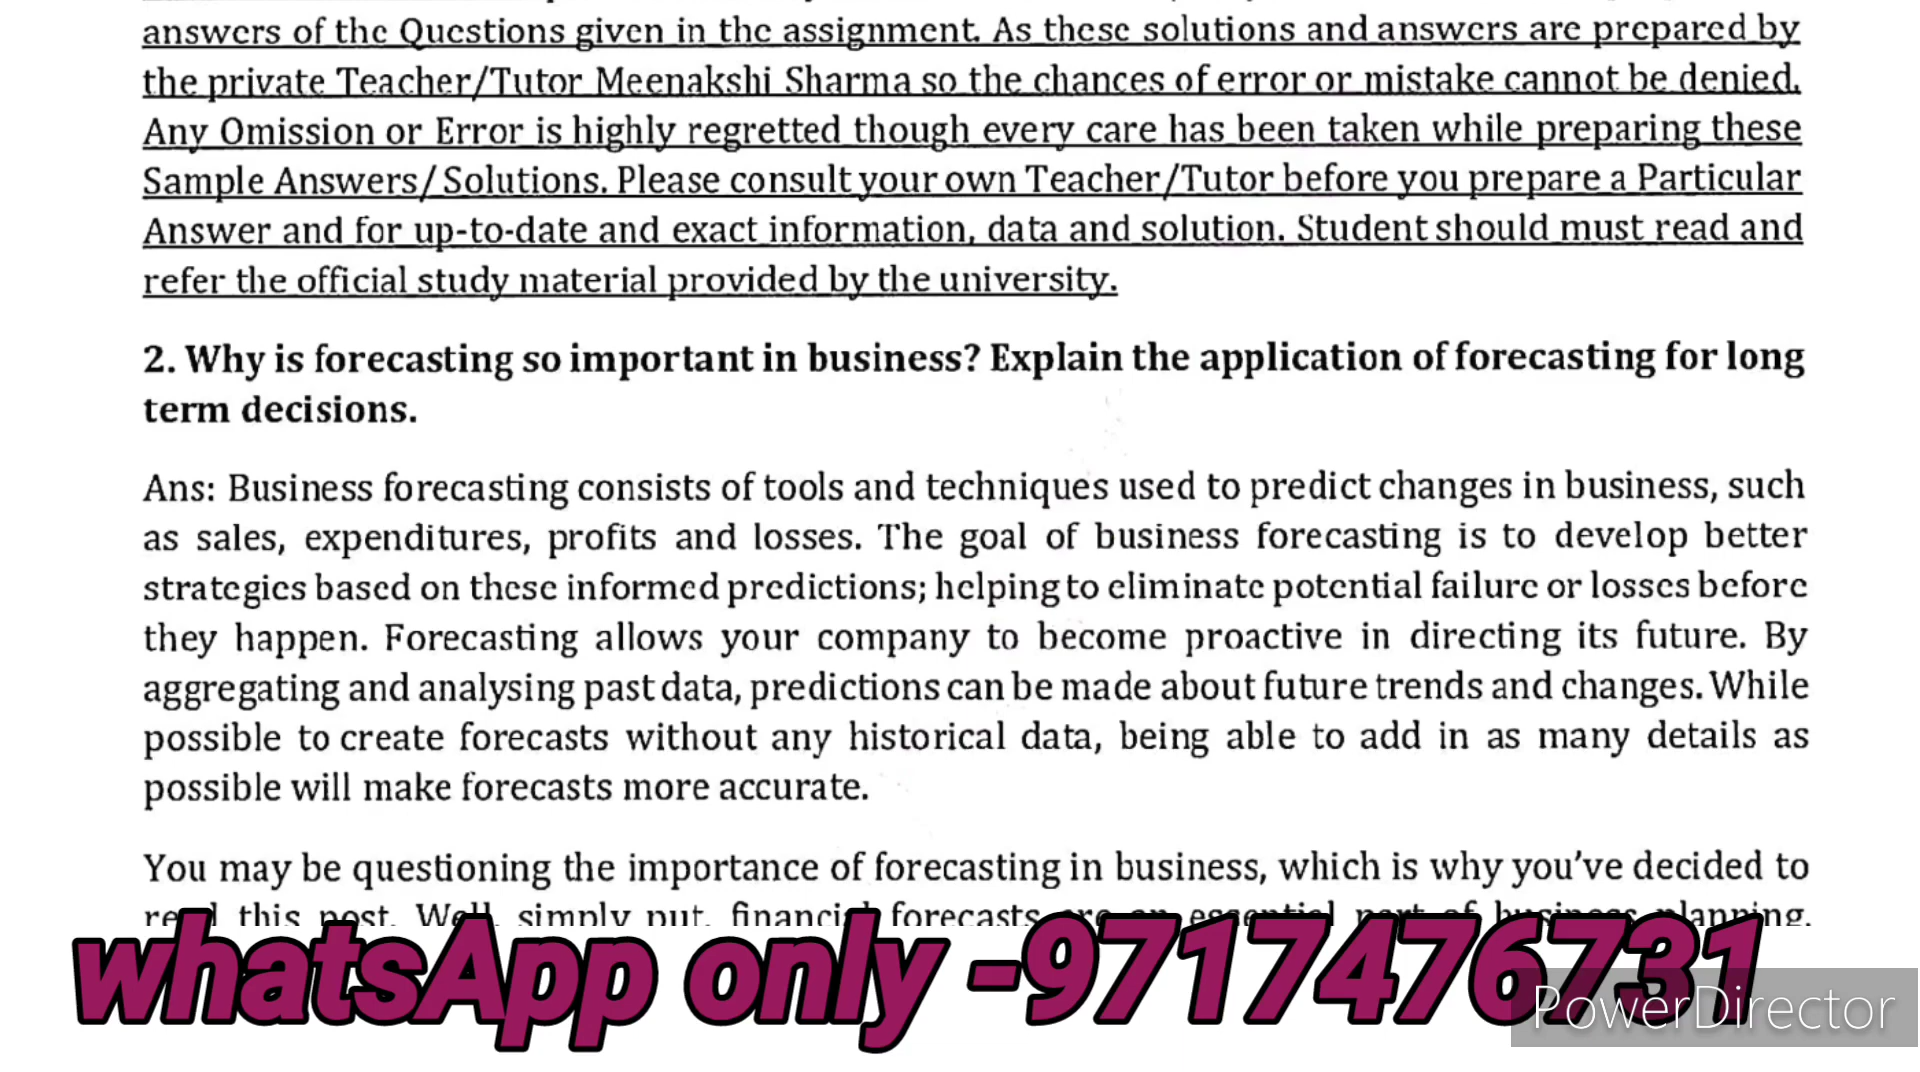 answers of the Questions given in the assignment. As these solutions and answers are prepared by
the private Teacher/Tutor Meenakshi Sharma so the chances of error or mistake cannot be denied.
Any Omission or Error is highly regretted though every care has been taken while preparing these
Sample Answers/Solutions. Please consult your own Teacher/Tutor before you prepare a Particular
Answer and for up-to-date and exact information, data and solution. Student should must read and
refer the official study material provided by the university.
2. Why is forecasting so important in business? Explain the application of forecasting for long
term decisions.
Ans: Business forecasting consists of tools and techniques used to predict changes in business, such
as sales, expenditures, profits and losses. The goal of business forecasting is to develop better
strategies based on these informed predictions; helping to eliminate potential failure or losses before
they happen. Forecasting allows your company to become proactive in directing its future. By
aggregating and analysing past data, predictions can be made about future trends and changes. While
possible to create forecasts without any historical data, being able to add in as many details as
possible will make forecasts more accurate.
You may be questioning the importance of forecasting in business, which is why you've decided to
read this post. Well, simply put, financial forecasts are an essential part of business planning.
whatsApp only -9717476731
PowerDirector